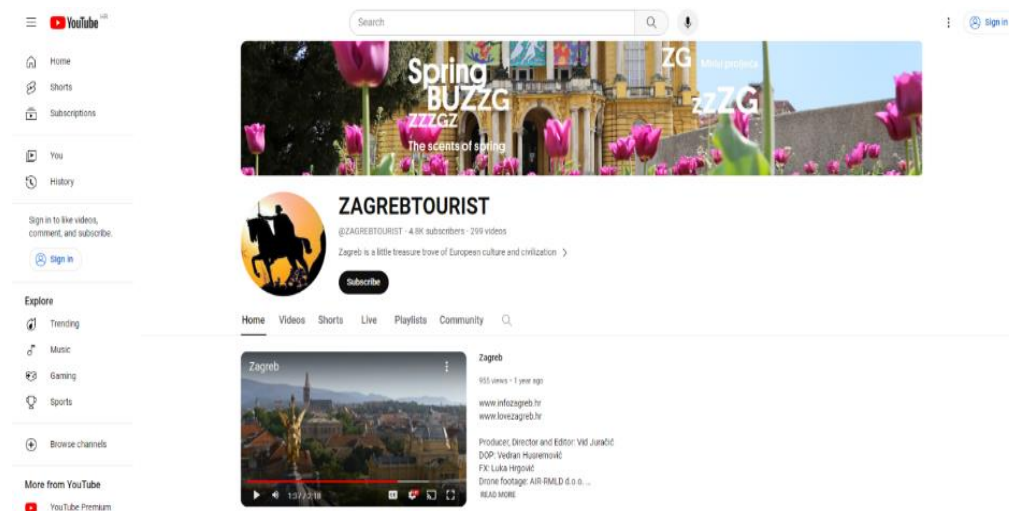 YouTube HR
Search
Sign in
Home
Shorts
Subscriptions
You
History
Sign in to like videos,
comment, and subscribe.
Sign in
Explore
Trending
Music
Gaming
Sports
Browse channels
More from YouTube
YouTube Premium
Spring
BUZZG
ZZZGZ
The scents of spring
ZG
zzZG
ZAGREBTOURIST
@ZAGREBTOURIST · 4.8K subscribers · 299 videos
Zagreb is a little treasure trove of European culture and civilization
Subscribe
Home Videos Shorts Live Playlists Community
Zagreb
1:37 / 2:18
Zagreb
955 views · 1 year ago
www.infozagreb.hr
www.lovezagreb.hr
Producer, Director and Editor: Vid Juračić
DOP: Vedran Husremović
FX: Luka Hrgović
Drone footage: AIR-RMLD d.o.o. ...
READ MORE